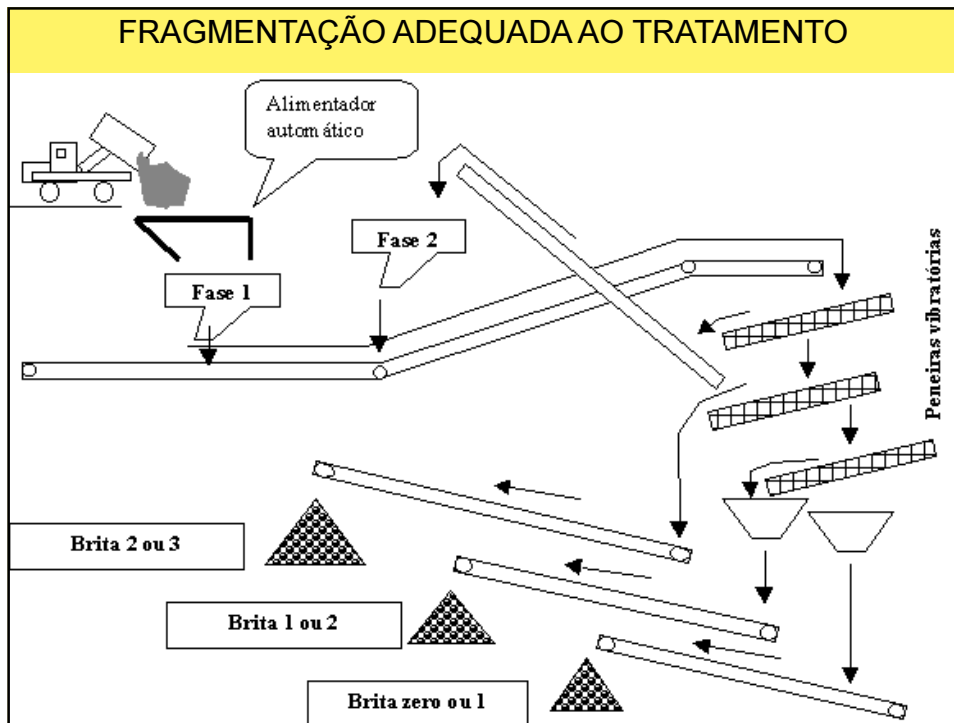 FRAGMENTAÇÃO ADEQUADA AO TRATAMENTO
Alimentador
automático
Fase 2
Fase 1
Peneiras vibratórias
Brita 2 ou 3
Brita 1 ou 2
Brita zero ou 1